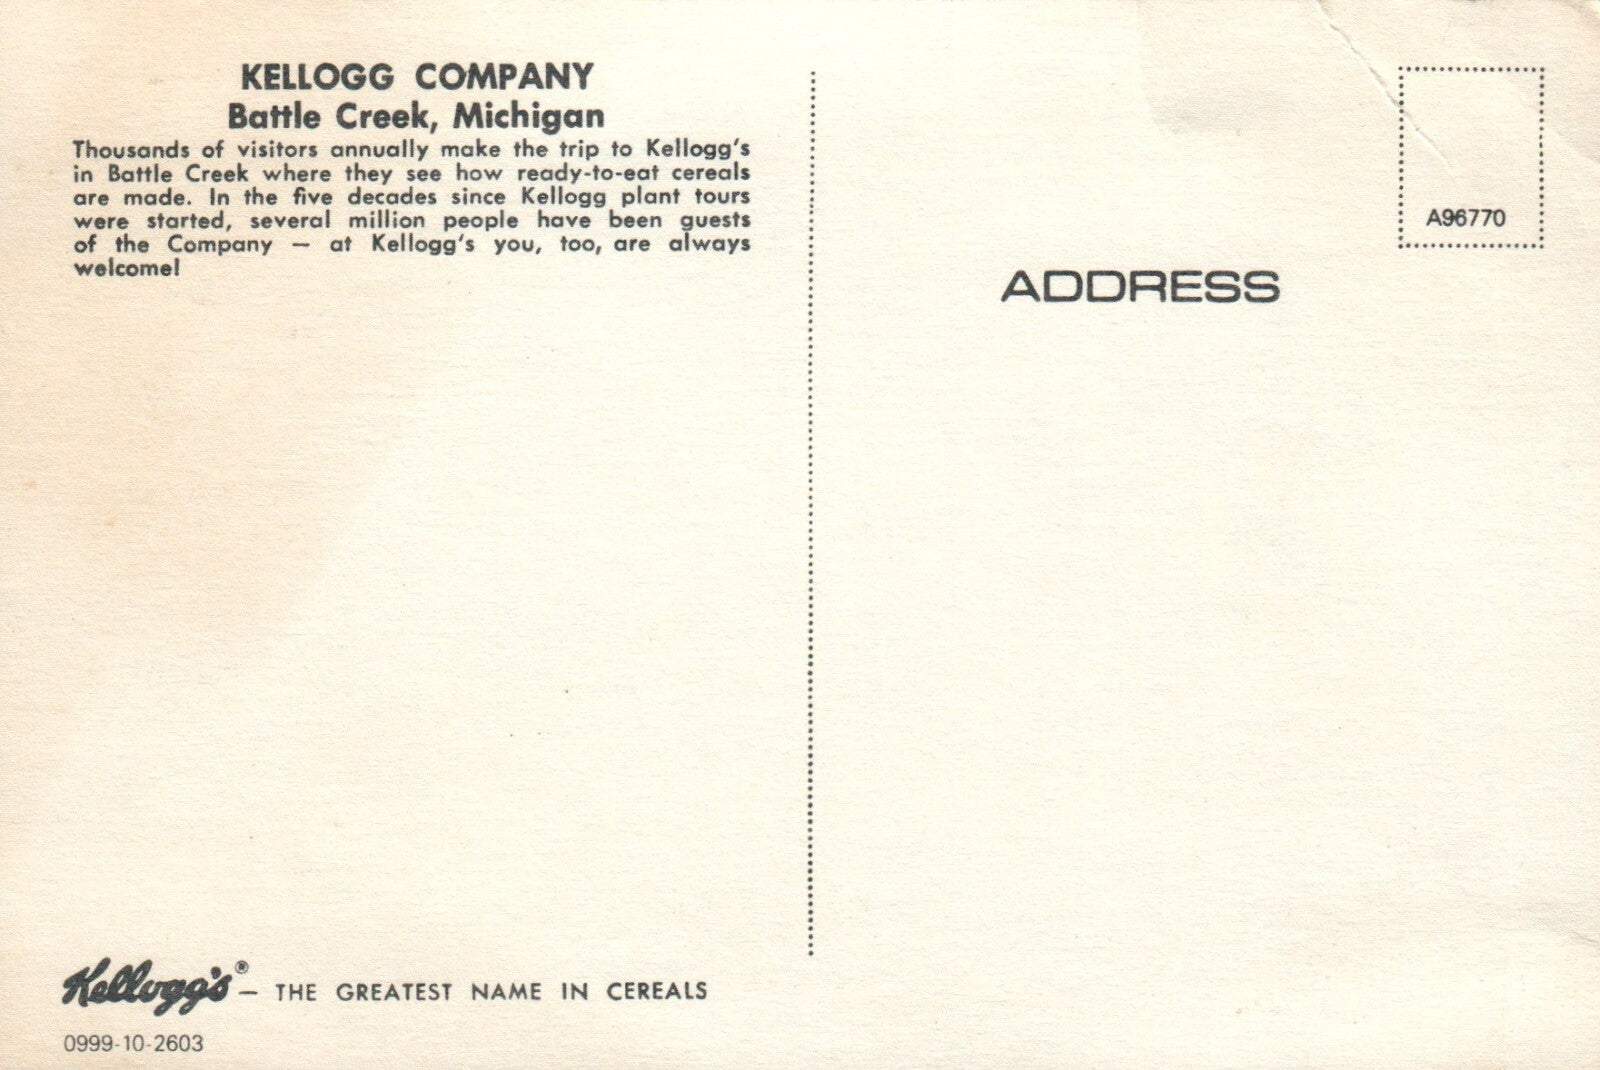 KELLOGG COMPANY
Battle Creek, Michigan
Thousands of visitors annually make the trip to Kellogg's
in Battle Creek where they see how ready-to-eat cereals
are made. In the five decades since Kellogg plant tours
were started, several million people have been guests
of the Company — at Kellogg's you, too, are always
welcome!
A96770
ADDRESS
Kellogg's® — THE GREATEST NAME IN CEREALS
0999-10-2603